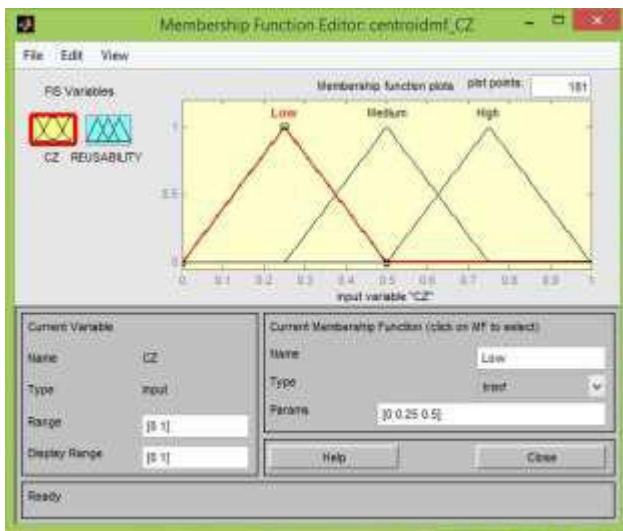 Membership Function Editor: centroidmf_CZ
File Edit View
FIS Variables
CZ REUSABILITY
Membership function plots plot points: 181
Low Medium High
1
0.5
0
0 0.1 0.2 0.3 0.4 0.5 0.6 0.7 0.8 0.9 1
input variable "CZ"
Current Variable
Name CZ
Type input
Range [0 1]
Display Range [0 1]
Current Membership Function (click on MF to select)
Name Low
Type trimf
Params [0 0.25 0.5]
Help Close
Ready